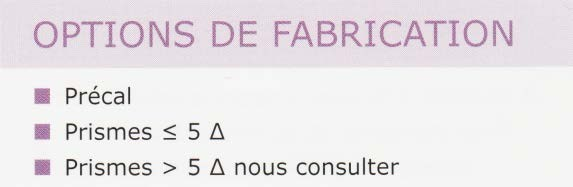 OPTIONS DE FABRICATION
Précal
Prismes ≤ 5 Δ
Prismes > 5 Δ nous consulter